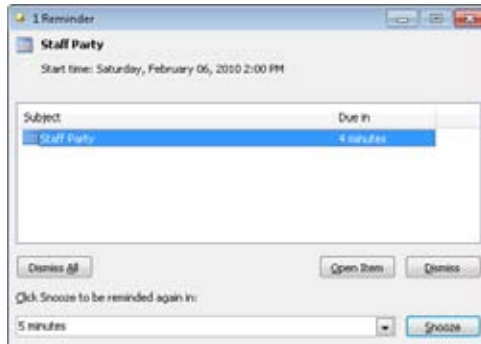 1 Reminder
Staff Party
Start time: Saturday, February 06, 2010 2:00 PM
Subject Due in
Staff Party 4 minutes
Dismiss All Open Item Dismiss
Click Snooze to be reminded again in:
5 minutes Snooze